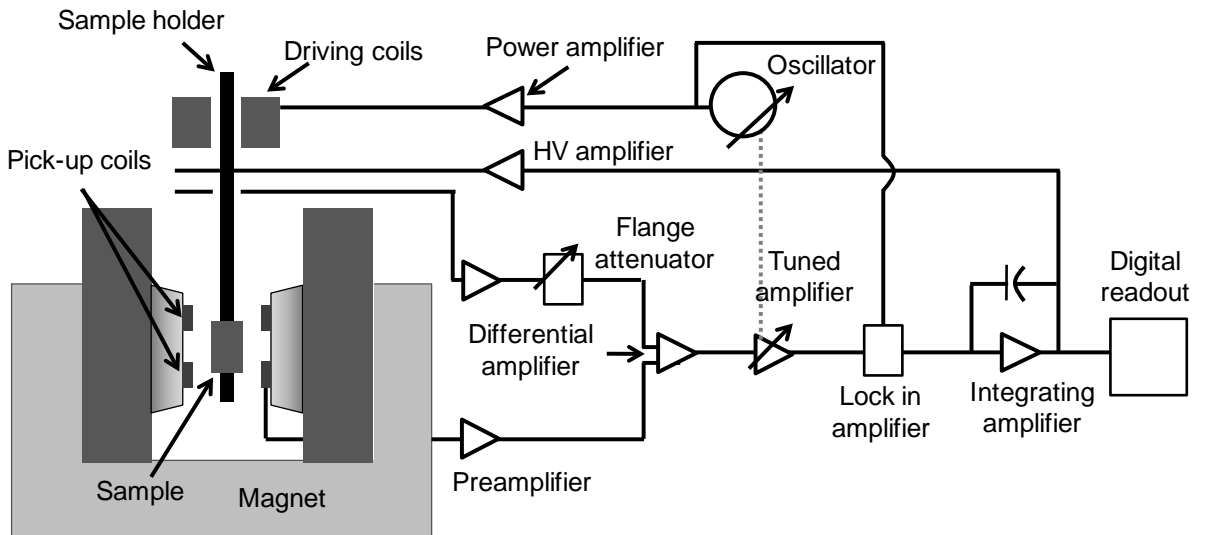 Sample holder
Driving coils
Power amplifier
Oscillator
Pick-up coils
HV amplifier
Flange
attenuator
Tuned
amplifier
Digital
readout
Differential
amplifier
Lock in
amplifier
Integrating
amplifier
Preamplifier
Sample
Magnet